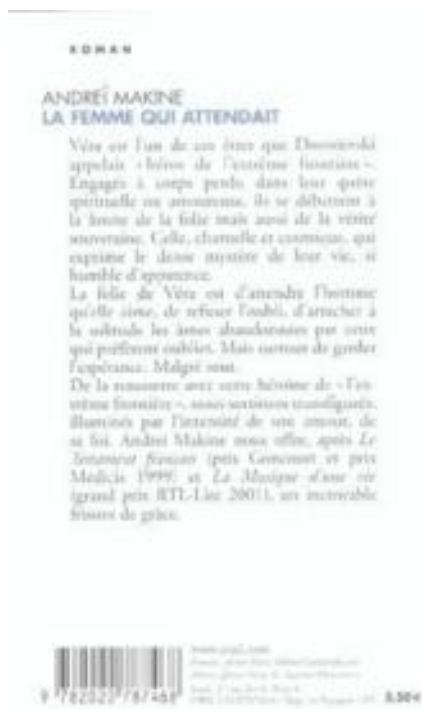 ROMAN
ANDREÏ MAKINE
LA FEMME QUI ATTENDAIT
Véra est l'un de ces êtres que Dostoïevski
appelait « héros de l'extrême frontière ».
Engagés à corps perdu dans leur quête
spirituelle ou amoureuse, ils se débattent à
la limite de la folie mais aussi de la vérité
souveraine. Celle, charnelle et cosmique, qui
exprime le dense mystère de leur vie, si
humble d'apparence.
La folie de Véra est d'attendre l'homme
qu'elle aime, de refuser l'oubli, d'arracher à
la solitude les âmes abandonnées par ceux
qui préfèrent oublier. Mais surtout de garder
l'espérance. Malgré tout.
De la rencontre avec cette héroïne de « l'ex-
trême frontière », nous sortirons transfigurés,
illuminés par l'intensité de son amour, de
sa foi. Andreï Makine nous offre, après Le
Testament français (prix Goncourt et prix
Médicis 1995) et La Musique d'une vie
(grand prix RTL-Lire 2001), un incroyable
frisson de grâce.
9 782020 787468
5.50 €